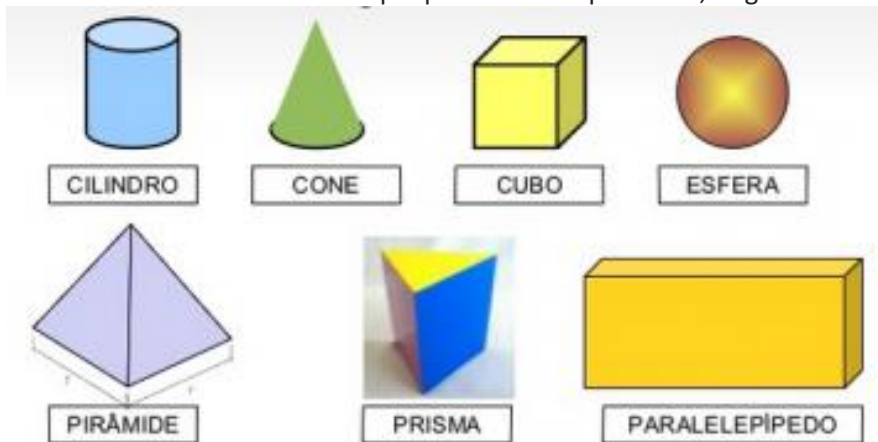 CILINDRO
CONE
CUBO
ESFERA
PIRÂMIDE
PRISMA
PARALELEPÍPEDO